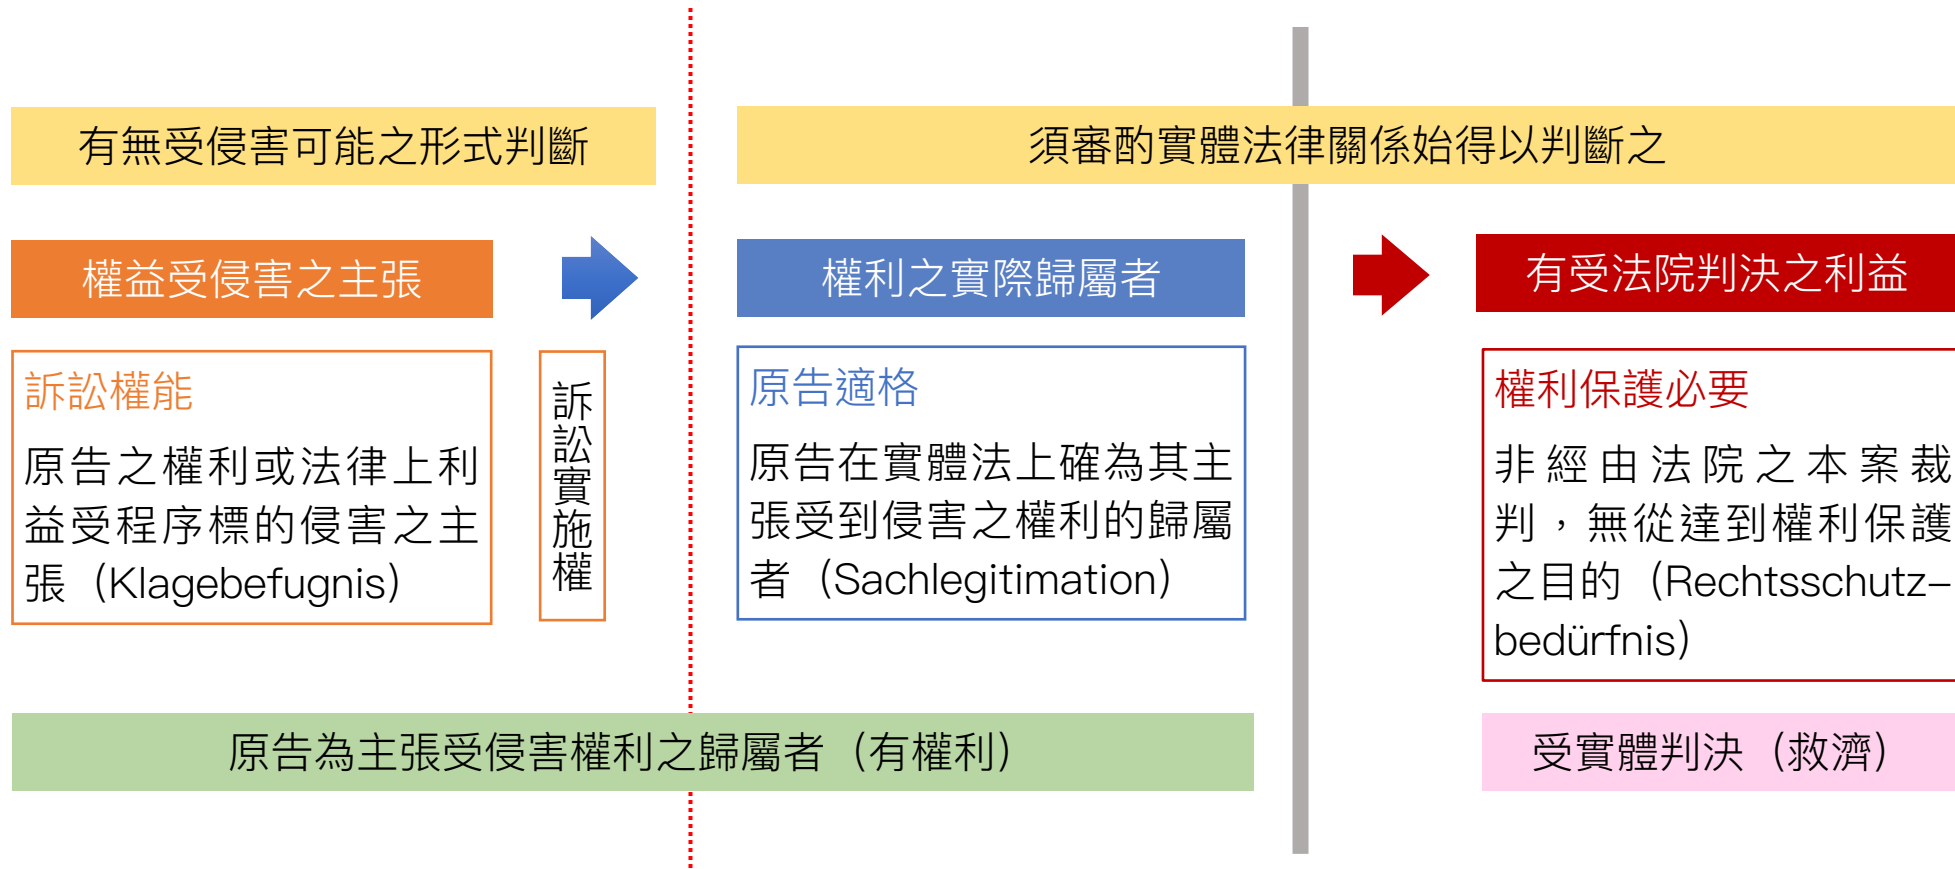 有無受侵害可能之形式判斷
須審酌實體法律關係始得以判斷之
權益受侵害之主張
權利之實際歸屬者
有受法院判決之利益
訴訟權能
原告之權利或法律上利
益受程序標的侵害之主
張（Klagebefugnis）
訴訟實施權
原告適格
原告在實體法上確為其主
張受到侵害之權利的歸屬
者（Sachlegitimation）
權利保護必要
非經由法院之本案裁
判，無從達到權利保護
之目的（Rechtsschutz-
bedürfnis）
原告為主張受侵害權利之歸屬者（有權利）
受實體判決（救濟）